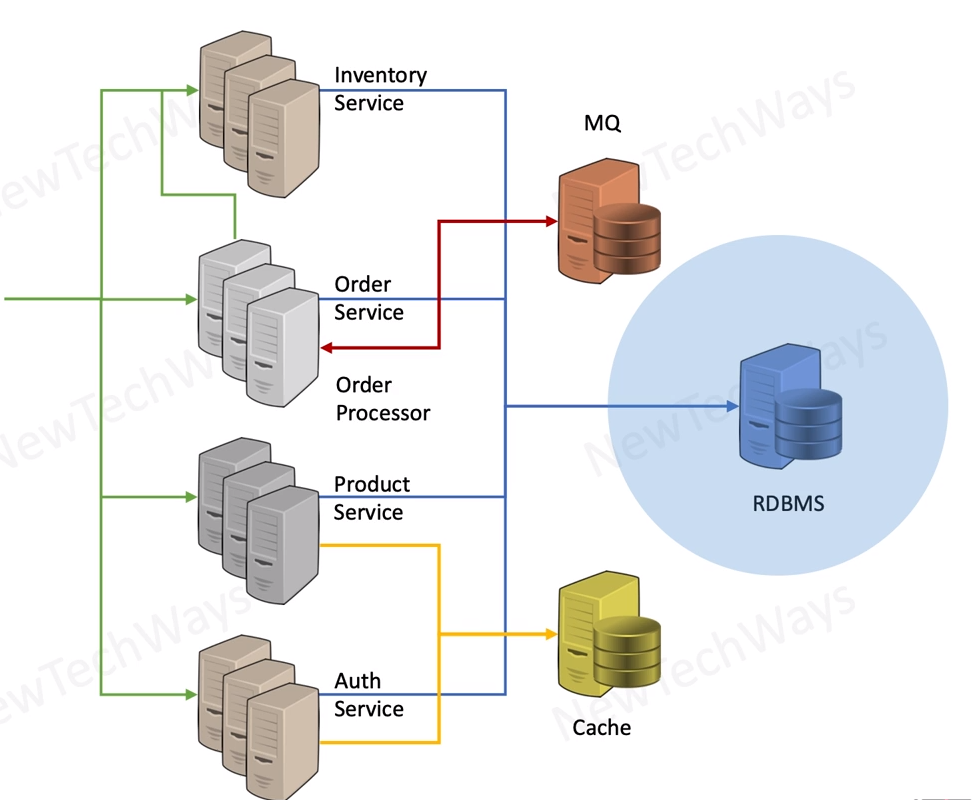 Inventory
Service
MQ
Order
Service
Order
Processor
Product
Service
RDBMS
Auth
Service
Cache
NewTechWays
NewTechWays
NewTechWays
NewTechWays
NewTechWays
NewTechWays